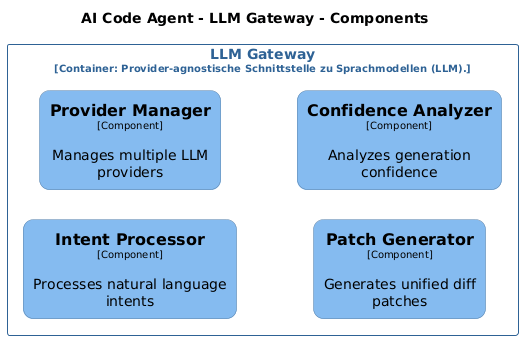 AI Code Agent - LLM Gateway - Components
LLM Gateway
[Container: Provider-agnostische Schnittstelle zu Sprachmodellen (LLM).]
Provider Manager
[Component]
Manages multiple LLM
providers
Confidence Analyzer
[Component]
Analyzes generation
confidence
Intent Processor
[Component]
Processes natural language
intents
Patch Generator
[Component]
Generates unified diff
patches